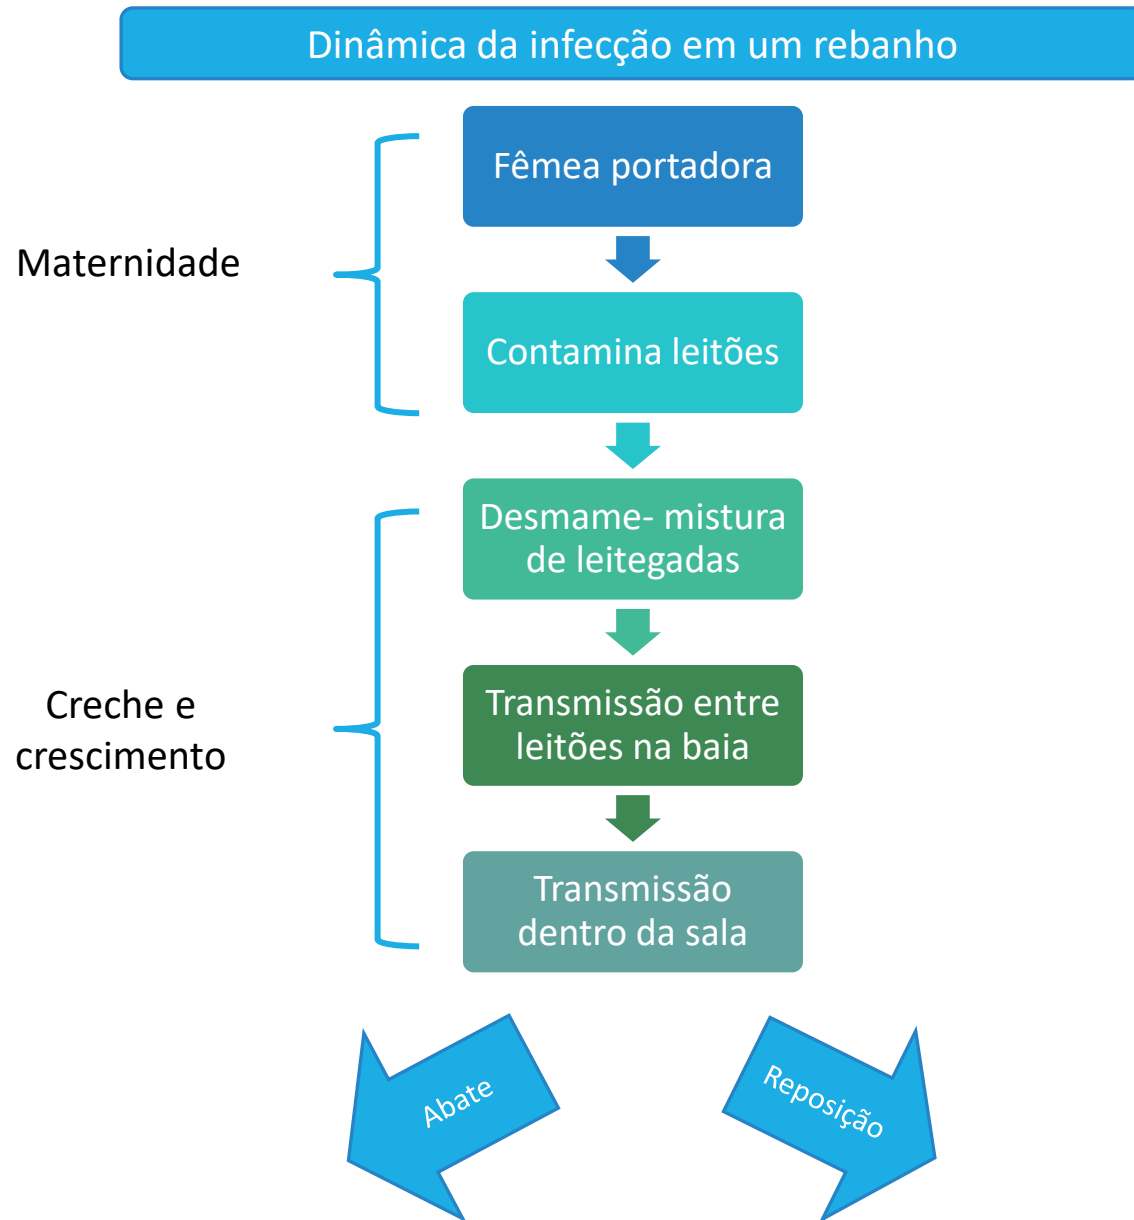 Dinâmica da infecção em um rebanho
Fêmea portadora
Maternidade
Contamina leitões
Desmame- mistura
de leitegadas
Transmissão entre
leitões na baia
Creche e
crescimento
Transmissão
dentro da sala
Abate
Reposição